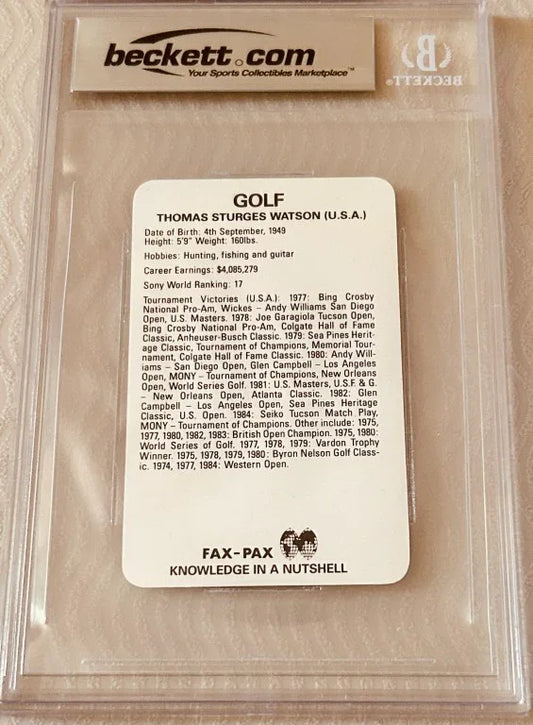 beckett.com
Your Sports Collectibles Marketplace™
B
BECKETT®
GOLF
THOMAS STURGES WATSON (U.S.A.)
Date of Birth: 4th September, 1949
Height: 5'9" Weight: 160lbs.
Hobbies: Hunting, fishing and guitar
Career Earnings: $4,085,279
Sony World Ranking: 17
Tournament Victories (U.S.A.): 1977: Bing Crosby
National Pro-Am, Wickes – Andy Williams San Diego
Open, U.S. Masters. 1978: Joe Garagiola Tucson Open,
Bing Crosby National Pro-Am, Colgate Hall of Fame
Classic, Anheuser-Busch Classic. 1979: Sea Pines Herit-
age Classic, Tournament of Champions, Memorial Tour-
nament, Colgate Hall of Fame Classic. 1980: Andy Will-
iams – San Diego Open, Glen Campbell – Los Angeles
Open, MONY – Tournament of Champions, New Orleans
Open, World Series Golf. 1981: U.S. Masters, U.S.F. & G.
– New Orleans Open, Atlanta Classic. 1982: Glen
Campbell – Los Angeles Open, Sea Pines Heritage
Classic, U.S. Open. 1984: Seiko Tucson Match Play,
MONY – Tournament of Champions. Other include: 1975,
1977, 1980, 1982, 1983: British Open Champion. 1975, 1980:
World Series of Golf. 1977, 1978, 1979: Vardon Trophy
Winner. 1975, 1978, 1979, 1980: Byron Nelson Golf Class-
ic. 1974, 1977, 1984: Western Open.
FAX-PAX
KNOWLEDGE IN A NUTSHELL